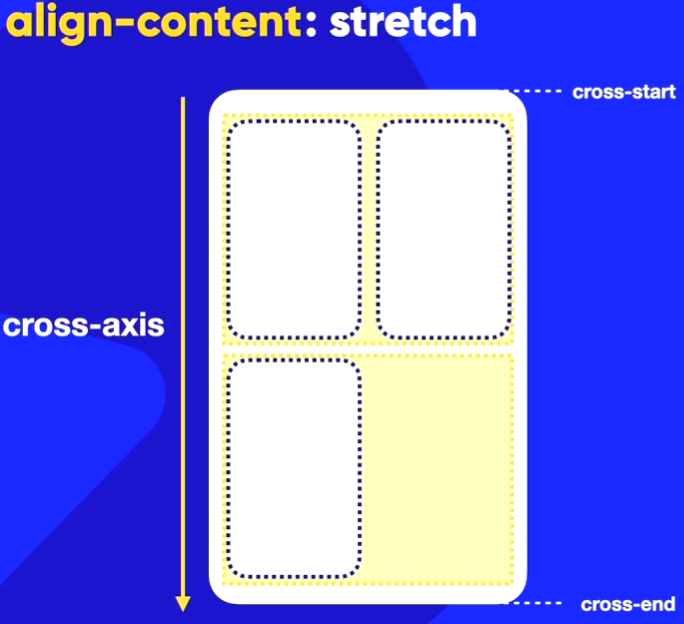 align-content: stretch
cross-start
cross-axis
cross-end